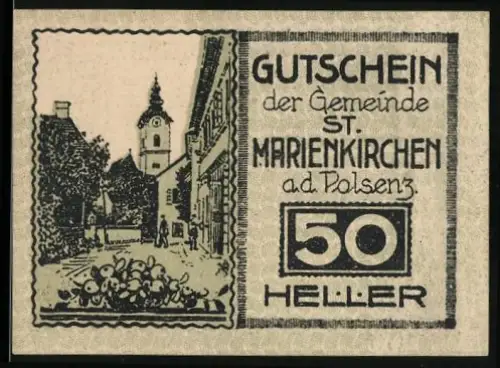 GUTSCHEIN
der Gemeinde
ST.
MARIENKIRCHEN
a.d. Polsenz.
50
HELLER